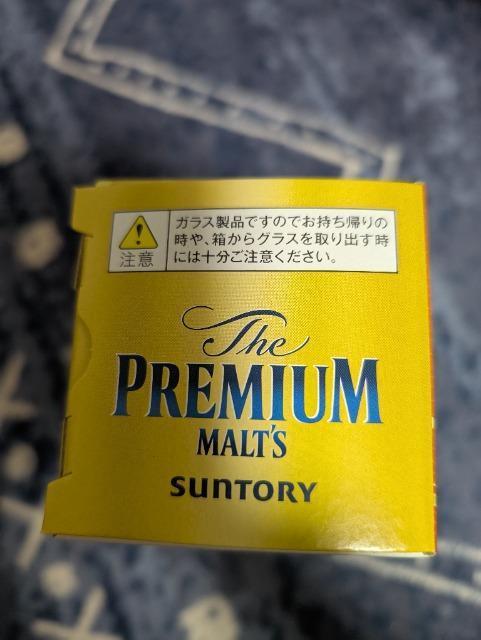 注意
ガラス製品ですのでお持ち帰りの
時や、箱からグラスを取り出す時
には十分ご注意ください。
The
PREMIUM
MALT'S
SUNTORY